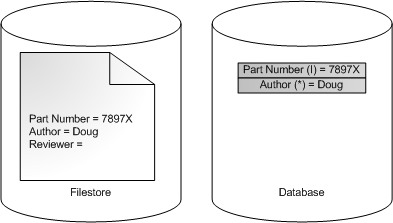 Part Number = 7897X
Author = Doug
Reviewer =
Filestore
Part Number (I) = 7897X
Author (*) = Doug
Database